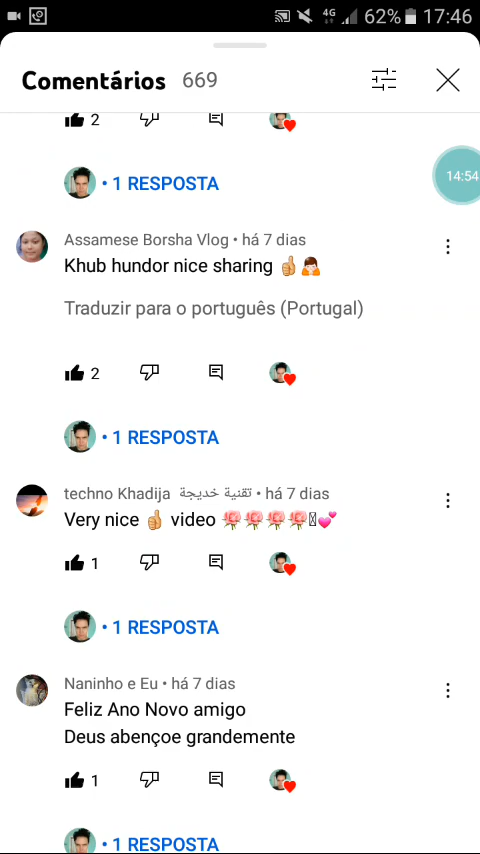 4G 62% 17:46
Comentários 669
2
• 1 RESPOSTA
14:54
Assamese Borsha Vlog • há 7 dias
Khub hundor nice sharing 👍🙇
Traduzir para o português (Portugal)
2
• 1 RESPOSTA
techno Khadija تقنية خديجة • há 7 dias
Very nice 👍 video 🌹🌹🌹🌹 💕
1
• 1 RESPOSTA
Naninho e Eu • há 7 dias
Feliz Ano Novo amigo
Deus abençoe grandemente
1
• 1 RESPOSTA